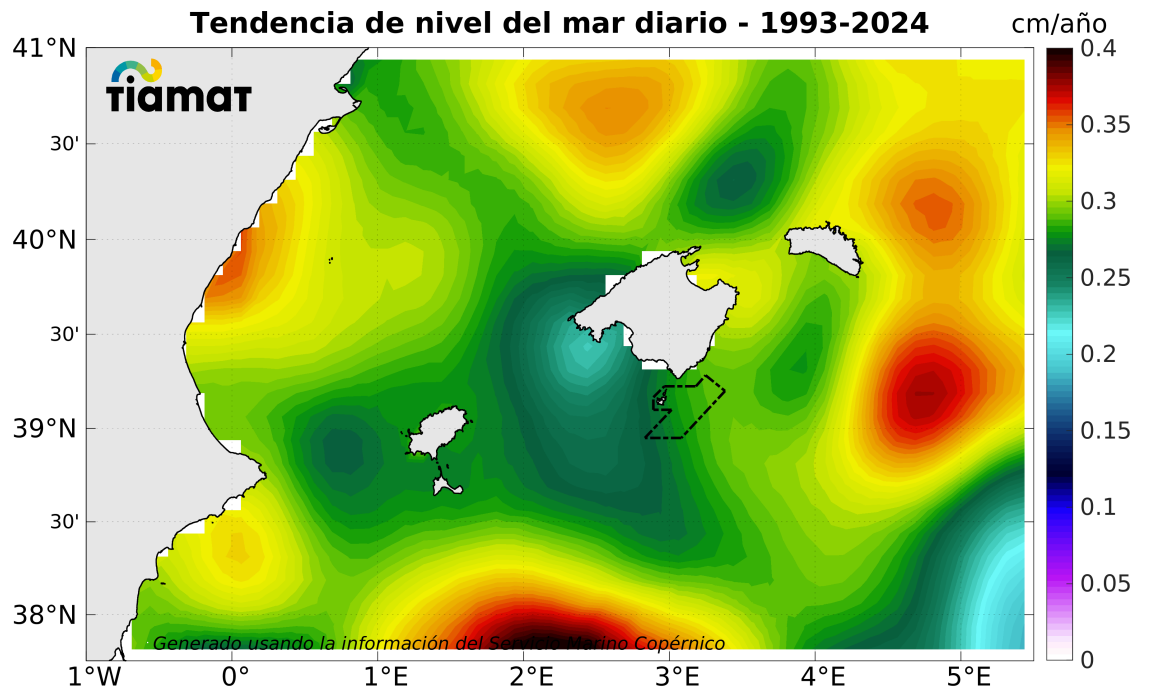 Tendencia de nivel del mar diario - 1993-2024
cm/año
TIAMAT
41°N
30'
40°N
30'
39°N
30'
38°N
1°W
0°
1°E
2°E
3°E
4°E
5°E
0.4
0.35
0.3
0.25
0.2
0.15
0.1
0.05
0
Generado usando la información del Servicio Marino Copérnico